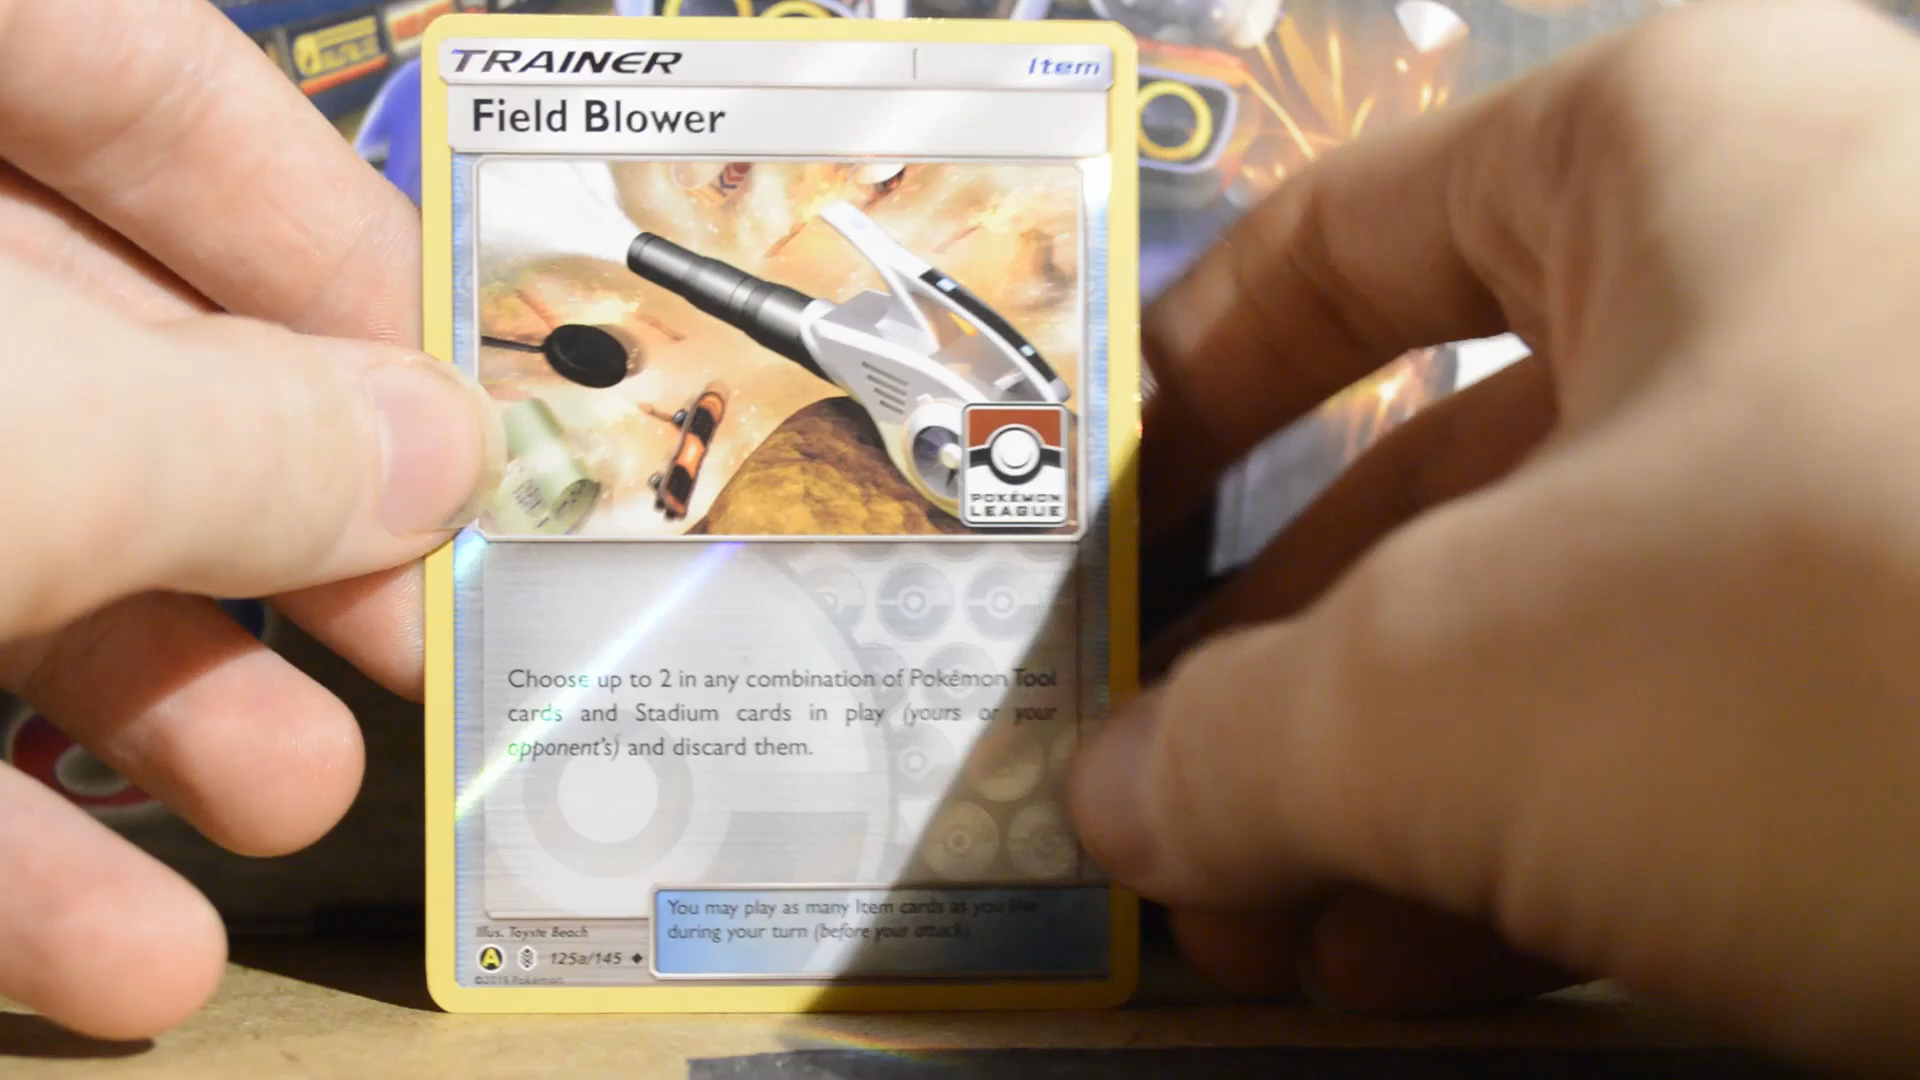 TRAINER Item
Field Blower
POKÉMON
LEAGUE
Choose up to 2 in any combination of Pokémon Tool
cards and Stadium cards in play (yours or your
opponent's) and discard them.
You may play as many Item cards as you like
during your turn (before your attack).
Illus. Toyste Beach
A 125a/145
©2019 Pokémon